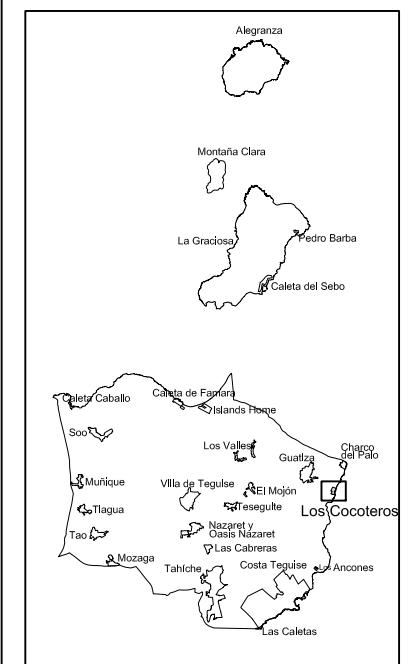 Alegranza
Montaña Clara
La Graciosa
Pedro Barba
Caleta del Sebo
Caleta Caballo
Caleta de Famara
Islands Home
Soo
Los Valles
Guatiza
Charco
del Palo
Muñique
Villa de Teguise
El Mojón
Los Cocoteros
Tiagua
Teseguite
Nazaret y
Oasis Nazaret
Tao
Las Cabreras
Mozaga
Tahíche
Costa Teguise
Los Ancones
Las Caletas